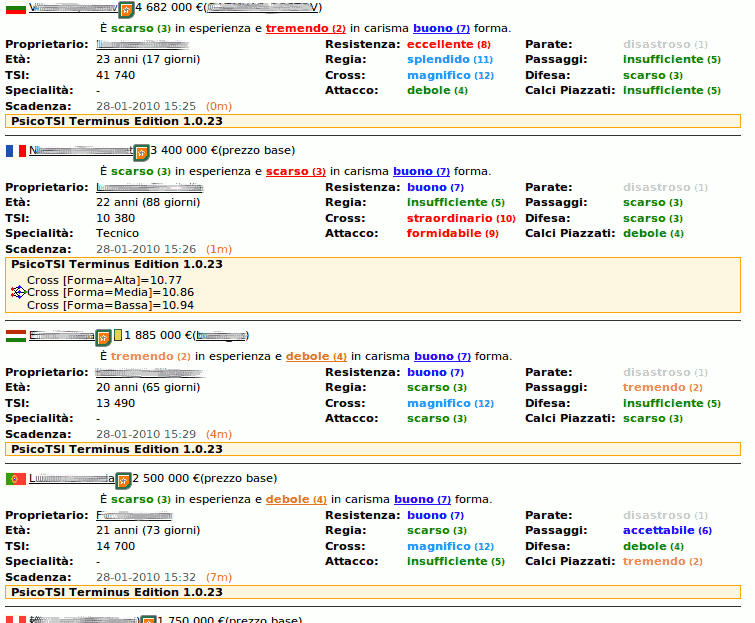 4 682 000 €(
È scarso (3) in esperienza e tremendo (2) in carisma buono (7) forma.
Proprietario: Resistenza: eccellente (8) Parate: disastroso (1)
Età: 23 anni (17 giorni) Regia: splendido (11) Passaggi: insufficiente (5)
TSI: 41 740 Cross: magnifico (12) Difesa: scarso (3)
Specialità: - Attacco: debole (4) Calci Piazzati: insufficiente (5)
Scadenza: 28-01-2010 15:25 (0m)
PsicoTSI Terminus Edition 1.0.23
3 400 000 €(prezzo base)
È scarso (3) in esperienza e scarso (3) in carisma buono (7) forma.
Proprietario: Resistenza: buono (7) Parate: disastroso (1)
Età: 22 anni (88 giorni) Regia: insufficiente (5) Passaggi: scarso (3)
TSI: 10 380 Cross: straordinario (10) Difesa: scarso (3)
Specialità: Tecnico Attacco: formidabile (9) Calci Piazzati: debole (4)
Scadenza: 28-01-2010 15:26 (1m)
PsicoTSI Terminus Edition 1.0.23
Cross [Forma=Alta]=10.77
Cross [Forma=Media]=10.86
Cross [Forma=Bassa]=10.94
1 885 000 €(
È tremendo (2) in esperienza e debole (4) in carisma buono (7) forma.
Proprietario: Resistenza: buono (7) Parate: disastroso (1)
Età: 20 anni (65 giorni) Regia: scarso (3) Passaggi: tremendo (2)
TSI: 13 490 Cross: magnifico (12) Difesa: insufficiente (5)
Specialità: - Attacco: scarso (3) Calci Piazzati: scarso (3)
Scadenza: 28-01-2010 15:29 (4m)
PsicoTSI Terminus Edition 1.0.23
2 500 000 €(prezzo base)
È scarso (3) in esperienza e debole (4) in carisma buono (7) forma.
Proprietario: Resistenza: buono (7) Parate: disastroso (1)
Età: 21 anni (73 giorni) Regia: scarso (3) Passaggi: accettabile (6)
TSI: 14 700 Cross: magnifico (12) Difesa: debole (4)
Specialità: - Attacco: insufficiente (5) Calci Piazzati: tremendo (2)
Scadenza: 28-01-2010 15:32 (7m)
PsicoTSI Terminus Edition 1.0.23
1 750 000 €(prezzo base)